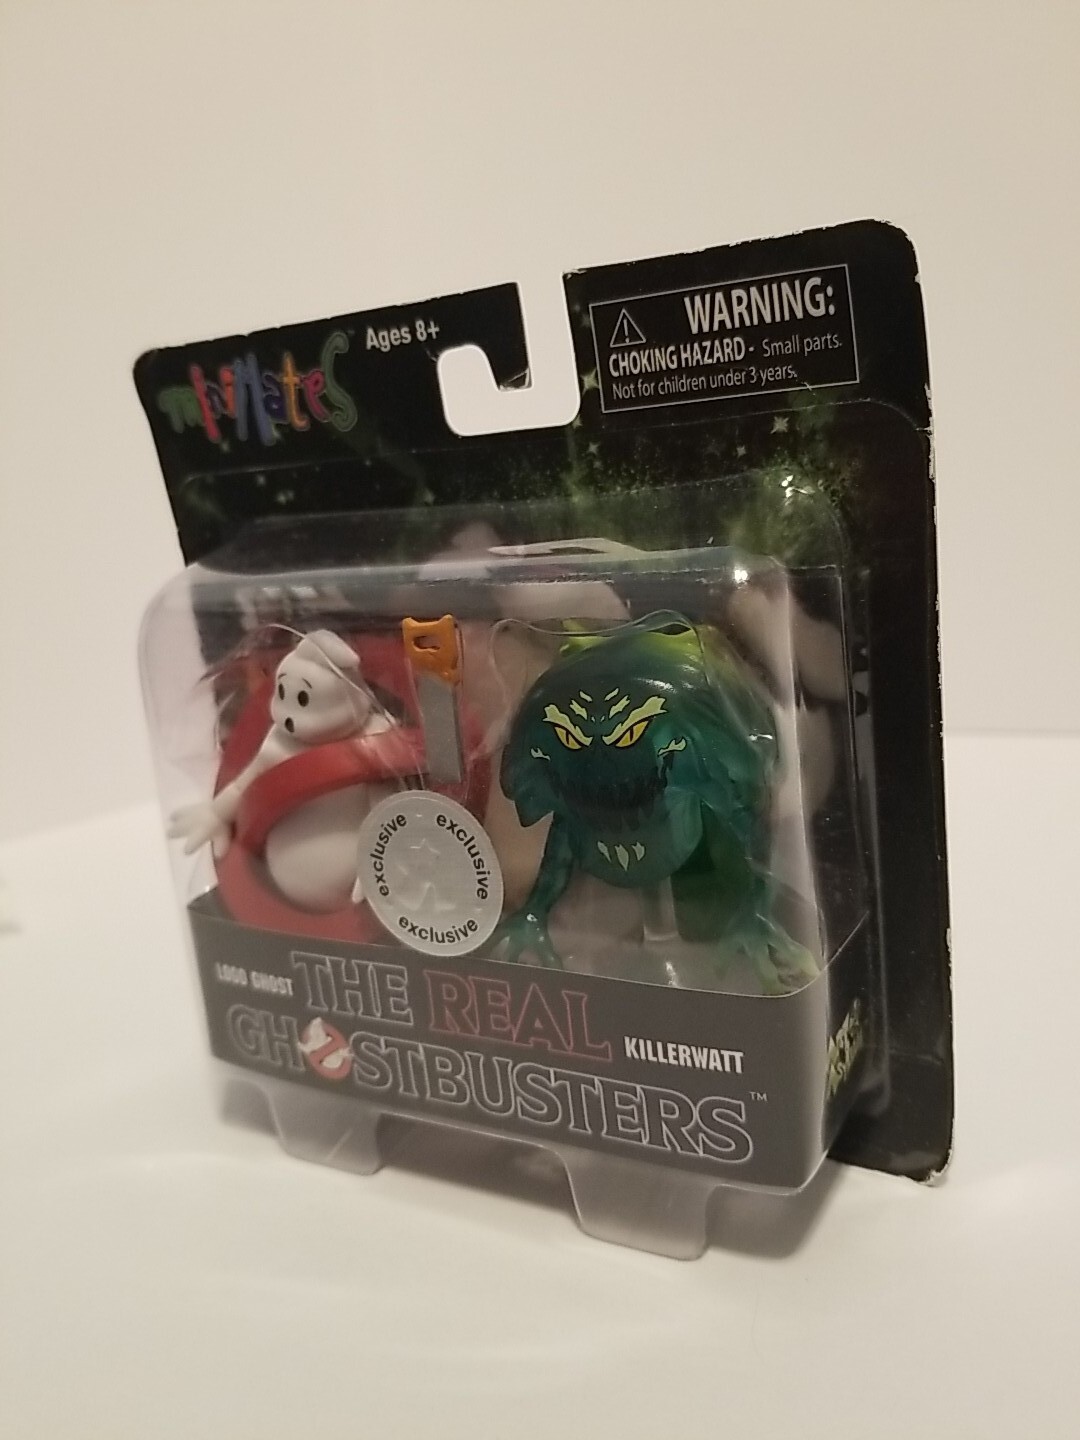 miniMates
Ages 8+
WARNING:
CHOKING HAZARD - Small parts.
Not for children under 3 years.
exclusive exclusive
exclusive
LOGO GHOST
THE REAL
GHOSTBUSTERS™
KILLERWATT